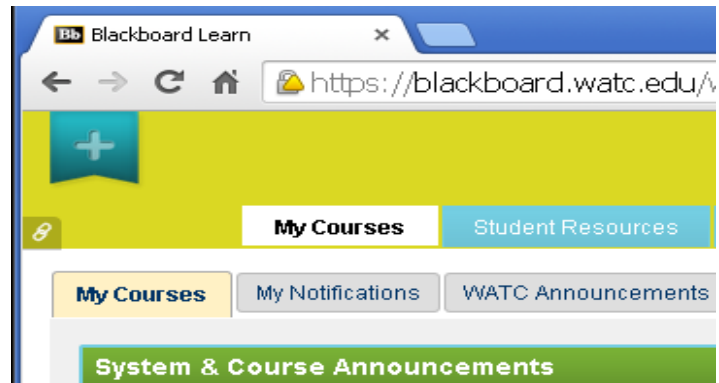 Bb Blackboard Learn
https://blackboard.watc.edu/
My Courses Student Resources
My Courses My Notifications WATC Announcements
System & Course Announcements